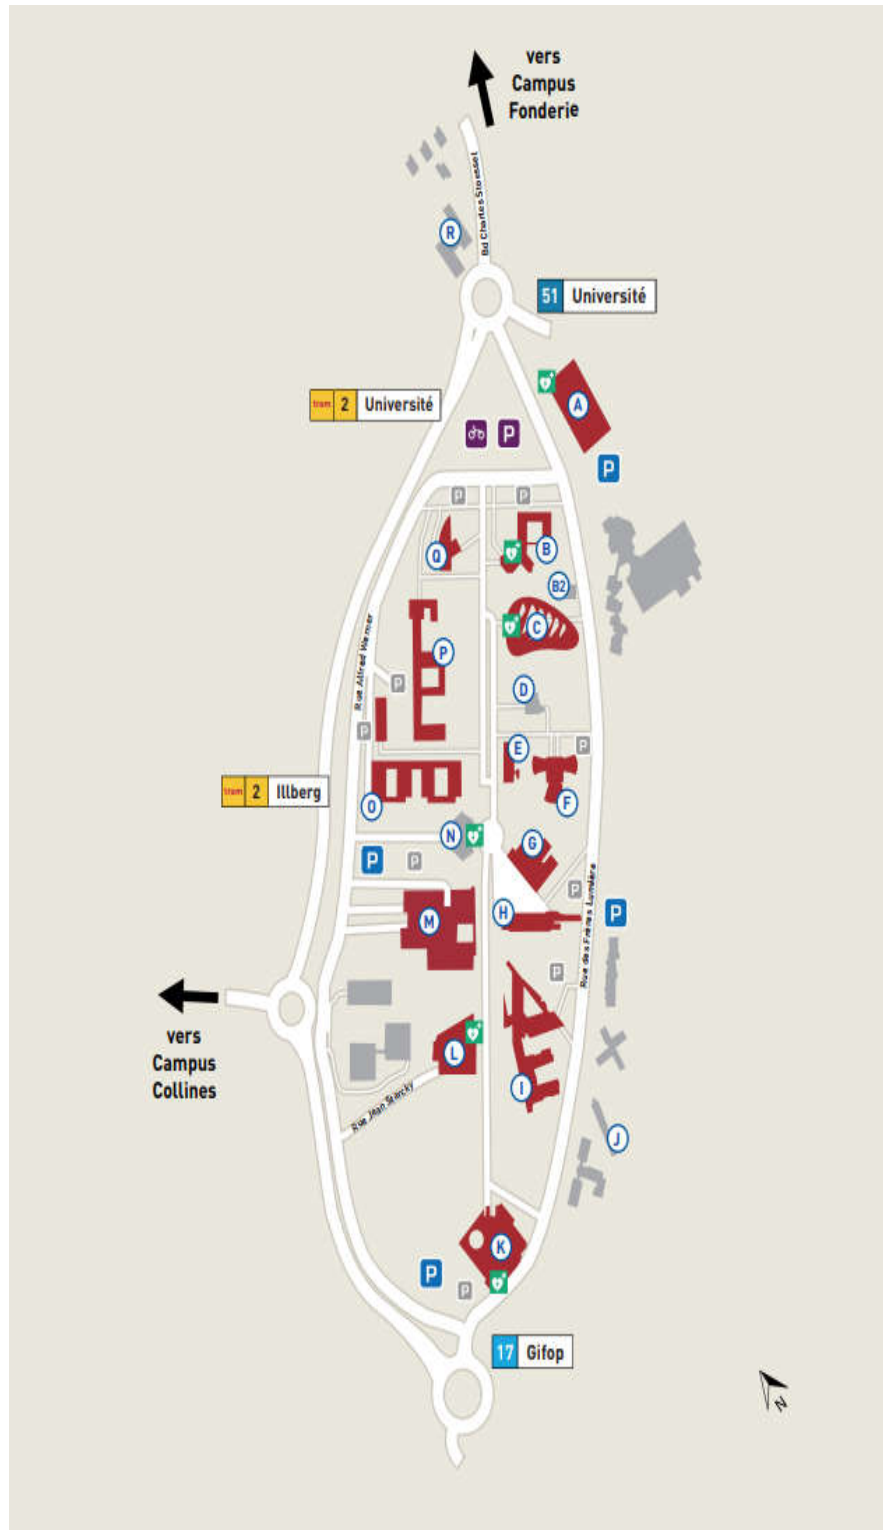 vers
Campus
Fonderie
Bd Charles Stoessel
R
51 Université
A
tram 2 Université
P
P
P
P
Q
B
B2
C
Rue Alfred Werner
P
D
P
P
E
P
F
tram 2 Illberg
O
N
G
P
P
P
H
P
M
Rue des Frères Lumière
P
vers
Campus
Collines
L
I
Rue Jean Starcky
J
K
P
P
17 Gifop
N